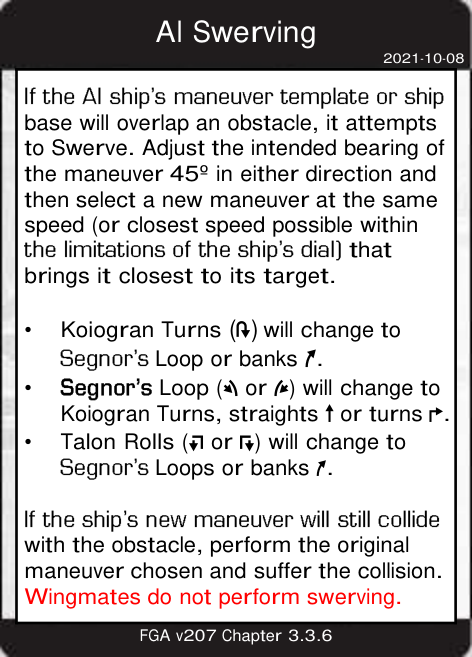 AI Swerving
2021-10-08
If the AI ship's maneuver template or ship
base will overlap an obstacle, it attempts
to Swerve. Adjust the intended bearing of
the maneuver 45º in either direction and
then select a new maneuver at the same
speed (or closest speed possible within
the limitations of the ship's dial) that
brings it closest to its target.
• Koiogran Turns () will change to
Segnor's Loop or banks .
• Segnor's Loop ( or ) will change to
Koiogran Turns, straights or turns .
• Talon Rolls ( or ) will change to
Segnor's Loops or banks .
If the ship's new maneuver will still collide
with the obstacle, perform the original
maneuver chosen and suffer the collision.
Wingmates do not perform swerving.
FGA v207 Chapter 3.3.6